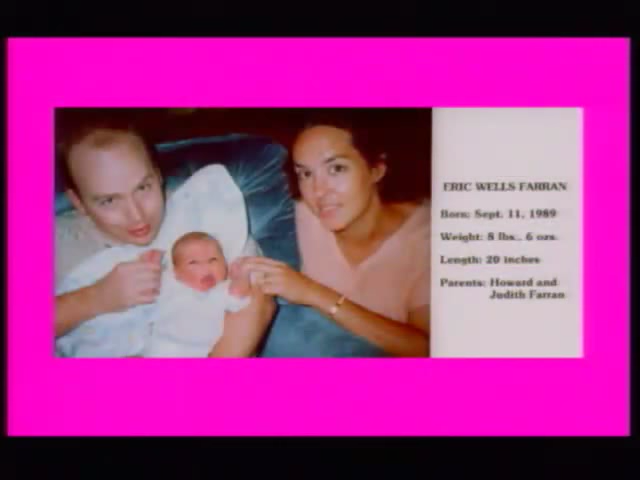 ERIC WELLS FARRAN
Born: Sept. 11, 1989
Weight: 8 lbs., 6 ozs.
Length: 20 inches
Parents: Howard and
Judith Farran